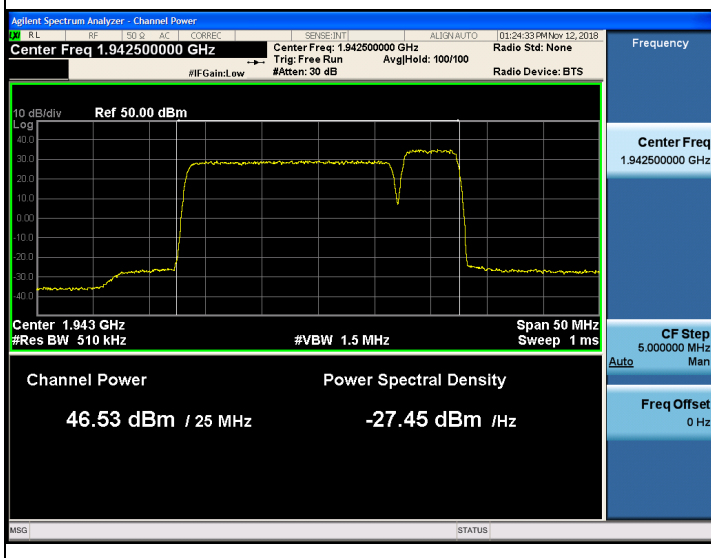 Agilent Spectrum Analyzer - Channel Power
LXI RL RF 50 Ω AC CORREC SENSE:INT ALIGN AUTO 01:24:33 PM Nov 12, 2018
Center Freq 1.942500000 GHz
Center Freq: 1.942500000 GHz Radio Std: None
Trig: Free Run Avg|Hold: 100/100
#IFGain:Low #Atten: 30 dB Radio Device: BTS
10 dB/div Ref 50.00 dBm
Log
40.0
30.0
20.0
10.0
0.00
-10.0
-20.0
-30.0
-40.0
Center 1.943 GHz Span 50 MHz
#Res BW 510 kHz #VBW 1.5 MHz Sweep 1 ms
Channel Power Power Spectral Density
46.53 dBm / 25 MHz -27.45 dBm /Hz
MSG STATUS
Frequency
Center Freq
1.942500000 GHz
CF Step
5.000000 MHz
Auto Man
Freq Offset
0 Hz